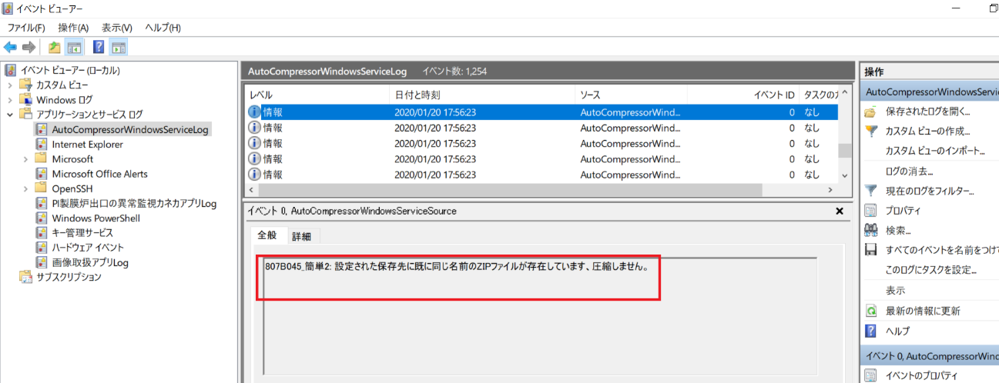 イベント ビューアー
ファイル(F) 操作(A) 表示(V) ヘルプ(H)
イベント ビューアー (ローカル)
カスタム ビュー
Windows ログ
アプリケーションとサービス ログ
AutoCompressorWindowsServiceLog
Internet Explorer
Microsoft
Microsoft Office Alerts
OpenSSH
PI製膜炉出口の異常監視カネカアプリLog
Windows PowerShell
キー管理サービス
ハードウェア イベント
画像取扱アプリLog
サブスクリプション
AutoCompressorWindowsServiceLog イベント数: 1,254
レベル 日付と時刻 ソース イベント ID タスクのカ
情報 2020/01/20 17:56:23 AutoCompressorWind... 0 なし
情報 2020/01/20 17:56:23 AutoCompressorWind... 0 なし
情報 2020/01/20 17:56:23 AutoCompressorWind... 0 なし
情報 2020/01/20 17:56:23 AutoCompressorWind... 0 なし
情報 2020/01/20 17:56:23 AutoCompressorWind... 0 なし
イベント 0, AutoCompressorWindowsServiceSource
全般 詳細
807B045_簡単2: 設定された保存先に既に同じ名前のZIPファイルが存在しています、圧縮しません。
操作
AutoCompressorWindowsServi
保存されたログを開く...
カスタム ビューの作成...
カスタム ビューのインポート...
ログの消去...
現在のログをフィルター...
プロパティ
検索...
すべてのイベントを名前をつけて
このログにタスクを設定...
表示
最新の情報に更新
ヘルプ
イベント 0, AutoCompressorWind
イベントのプロパティ